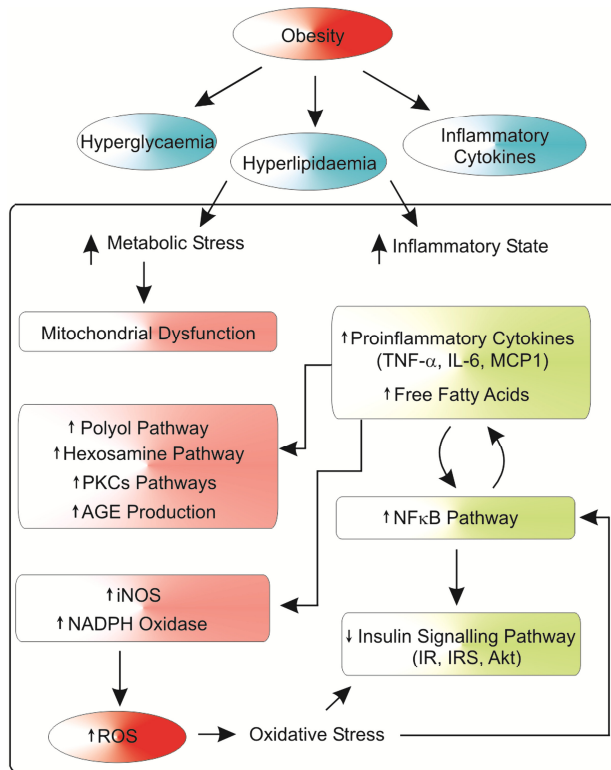 Obesity
Hyperglycaemia
Hyperlipidaemia
Inflammatory
Cytokines
↑ Metabolic Stress
↑ Inflammatory State
Mitochondrial Dysfunction
↑Proinflammatory Cytokines
(TNF-α, IL-6, MCP1)
↑Free Fatty Acids
↑Polyol Pathway
↑Hexosamine Pathway
↑PKCs Pathways
↑AGE Production
↑NFκB Pathway
↑iNOS
↑NADPH Oxidase
↓ Insulin Signalling Pathway
(IR, IRS, Akt)
↑ROS
Oxidative Stress